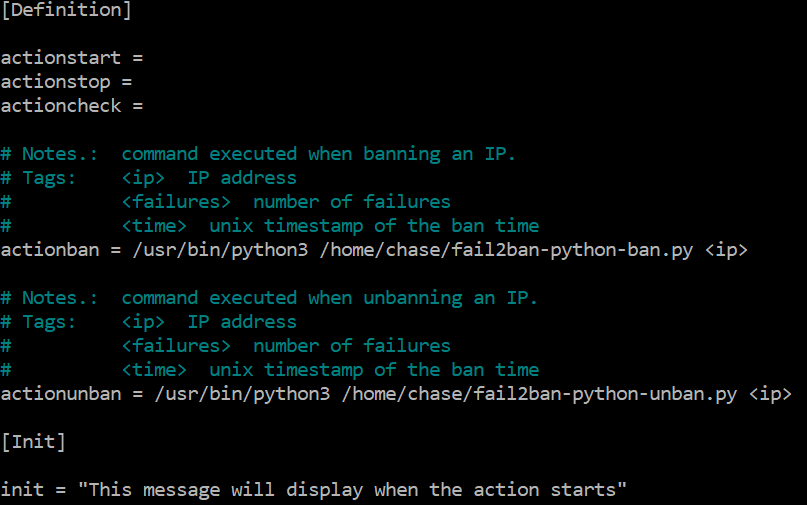 [Definition]
actionstart =
actionstop =
actioncheck =
# Notes.:  command executed when banning an IP.
# Tags:    <ip>  IP address
#          <failures>  number of failures
#          <time>  unix timestamp of the ban time
actionban = /usr/bin/python3 /home/chase/fail2ban-python-ban.py <ip>
# Notes.:  command executed when unbanning an IP.
# Tags:    <ip>  IP address
#          <failures>  number of failures
#          <time>  unix timestamp of the ban time
actionunban = /usr/bin/python3 /home/chase/fail2ban-python-unban.py <ip>
[Init]
init = "This message will display when the action starts"